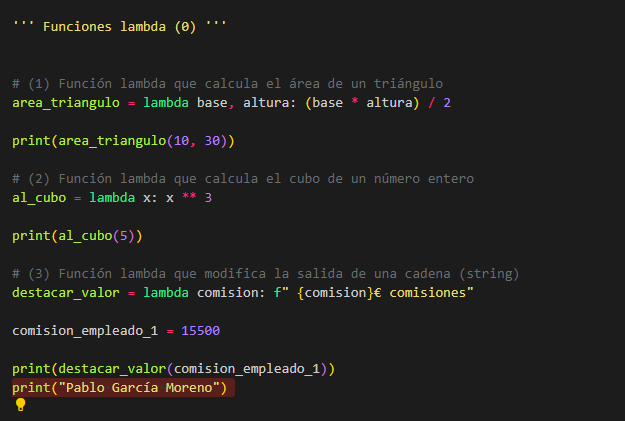 ''' Funciones lambda (0) '''
# (1) Función lambda que calcula el área de un triángulo
area_triangulo = lambda base, altura: (base * altura) / 2
print(area_triangulo(10, 30))
# (2) Función lambda que calcula el cubo de un número entero
al_cubo = lambda x: x ** 3
print(al_cubo(5))
# (3) Función lambda que modifica la salida de una cadena (string)
destacar_valor = lambda comision: f" {comision}€ comisiones"
comision_empleado_1 = 15500
print(destacar_valor(comision_empleado_1))
print("Pablo García Moreno")